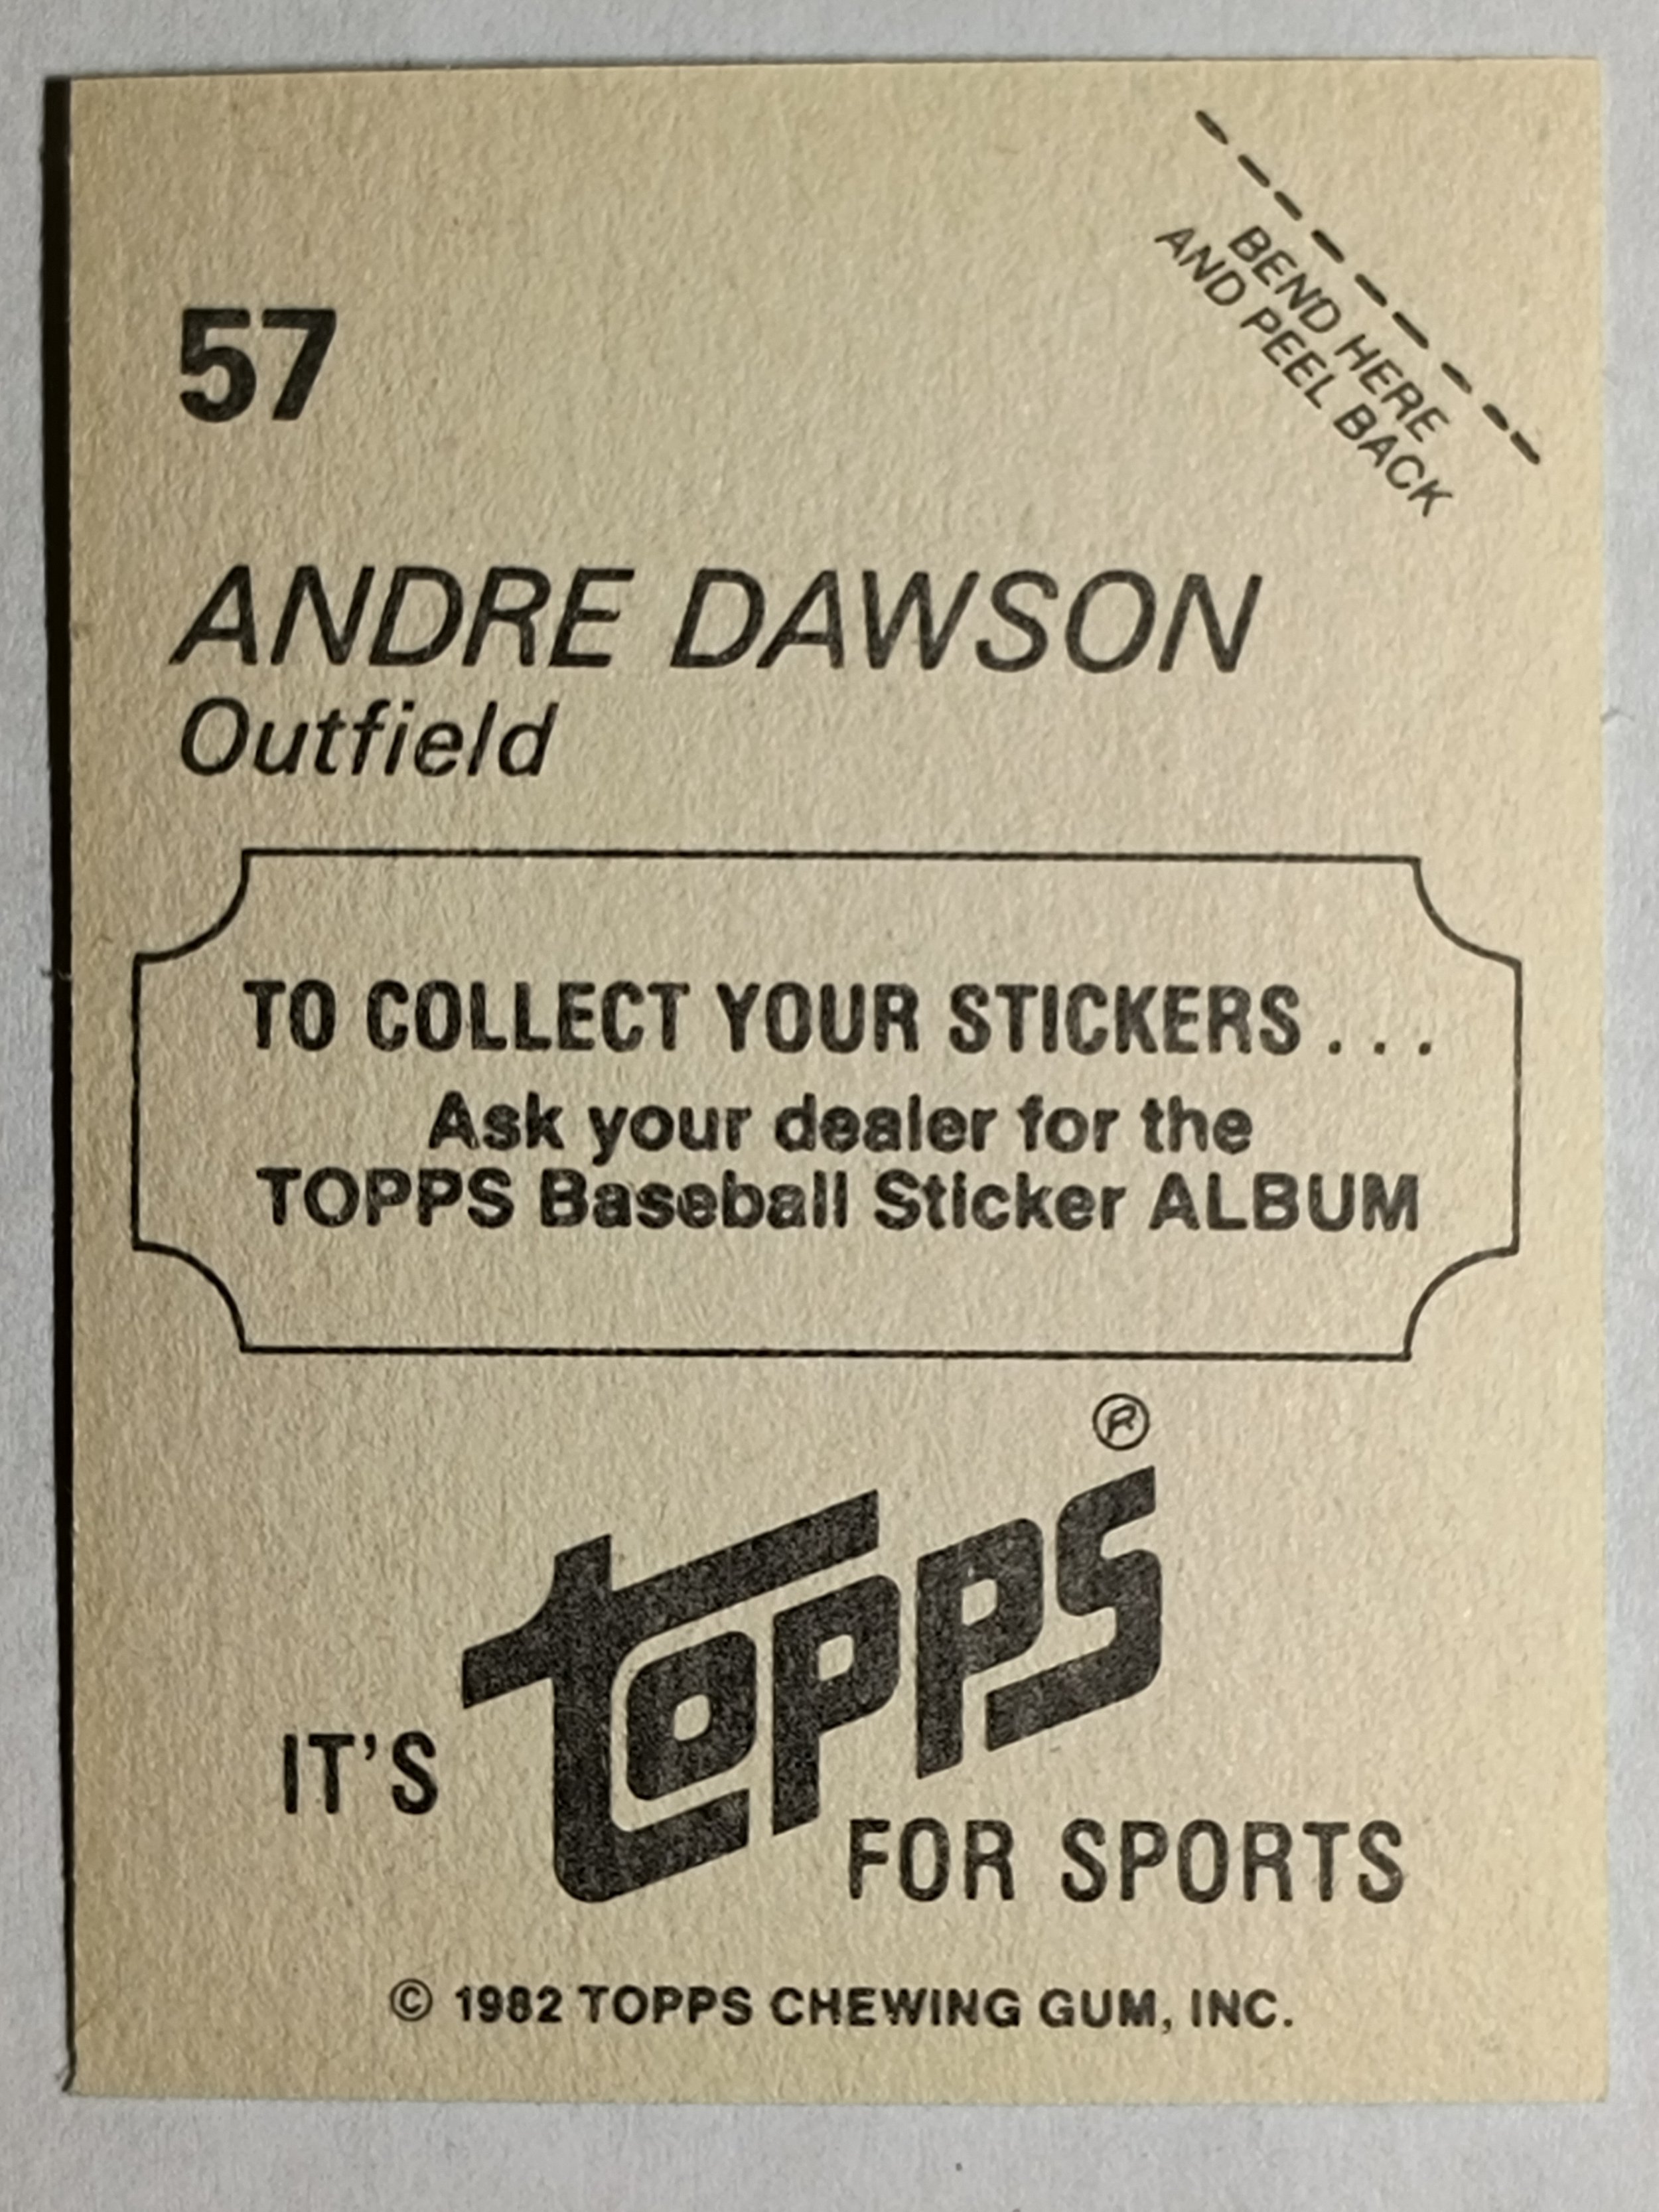 57
BEND HERE
AND PEEL BACK
ANDRE DAWSON
Outfield
TO COLLECT YOUR STICKERS . . .
Ask your dealer for the
TOPPS Baseball Sticker ALBUM
IT'S topps ®
FOR SPORTS
© 1982 TOPPS CHEWING GUM, INC.